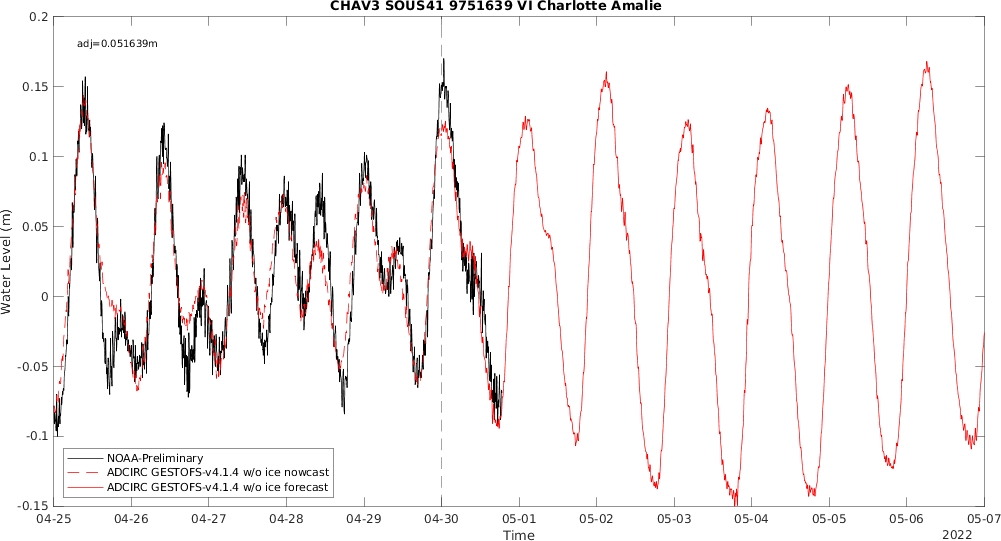 CHAV3 SOUS41 9751639 VI Charlotte Amalie
adj=0.051639m
Water Level (m)
0.2
0.15
0.1
0.05
0
-0.05
-0.1
-0.15
NOAA-Preliminary
ADCIRC GESTOFS-v4.1.4 w/o ice nowcast
ADCIRC GESTOFS-v4.1.4 w/o ice forecast
04-25 04-26 04-27 04-28 04-29 04-30 05-01 05-02 05-03 05-04 05-05 05-06 05-07
Time
2022